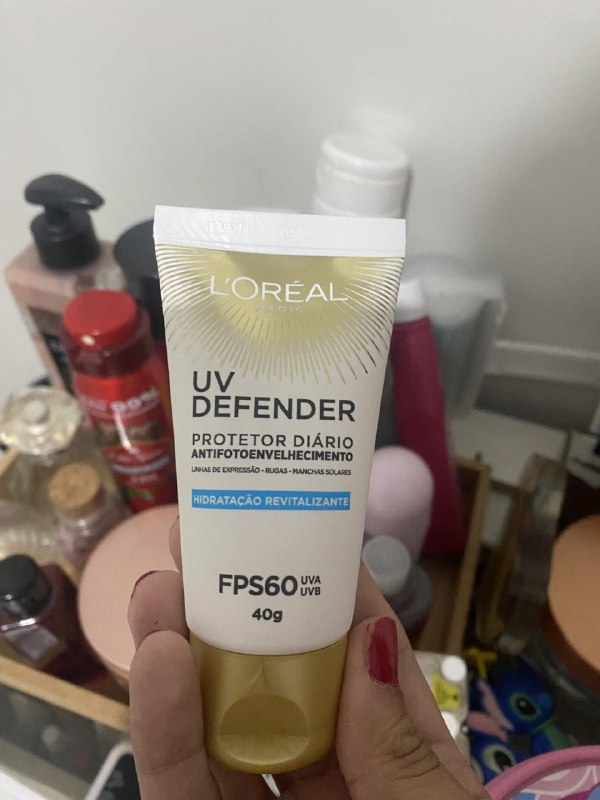 L'ORÉAL
PARIS
UV
DEFENDER
PROTETOR DIÁRIO
ANTIFOTOENVELHECIMENTO
LINHAS DE EXPRESSÃO - RUGAS - MANCHAS SOLARES
HIDRATAÇÃO REVITALIZANTE
FPS60 UVA
UVB
40g